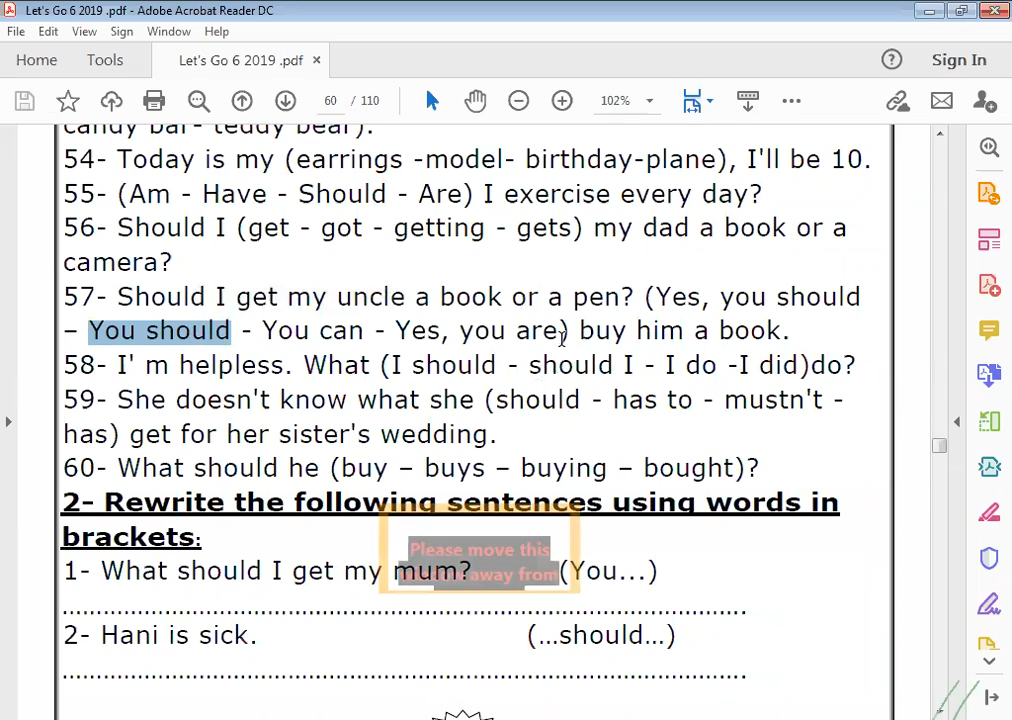 Let's Go 6 2019 .pdf - Adobe Acrobat Reader DC
File Edit View Sign Window Help
Home Tools Let's Go 6 2019 .pdf × Sign In
60 / 110 102%
candy bar- teddy bear).
54- Today is my (earrings -model- birthday-plane), I'll be 10.
55- (Am - Have - Should - Are) I exercise every day?
56- Should I (get - got - getting - gets) my dad a book or a
camera?
57- Should I get my uncle a book or a pen? (Yes, you should
– You should - You can - Yes, you are) buy him a book.
58- I' m helpless. What (I should - should I - I do -I did)do?
59- She doesn't know what she (should - has to - mustn't -
has) get for her sister's wedding.
60- What should he (buy – buys – buying – bought)?
2- Rewrite the following sentences using words in
brackets:
Please move this
away from
1- What should I get my mum? (You...)
2- Hani is sick. (...should...)